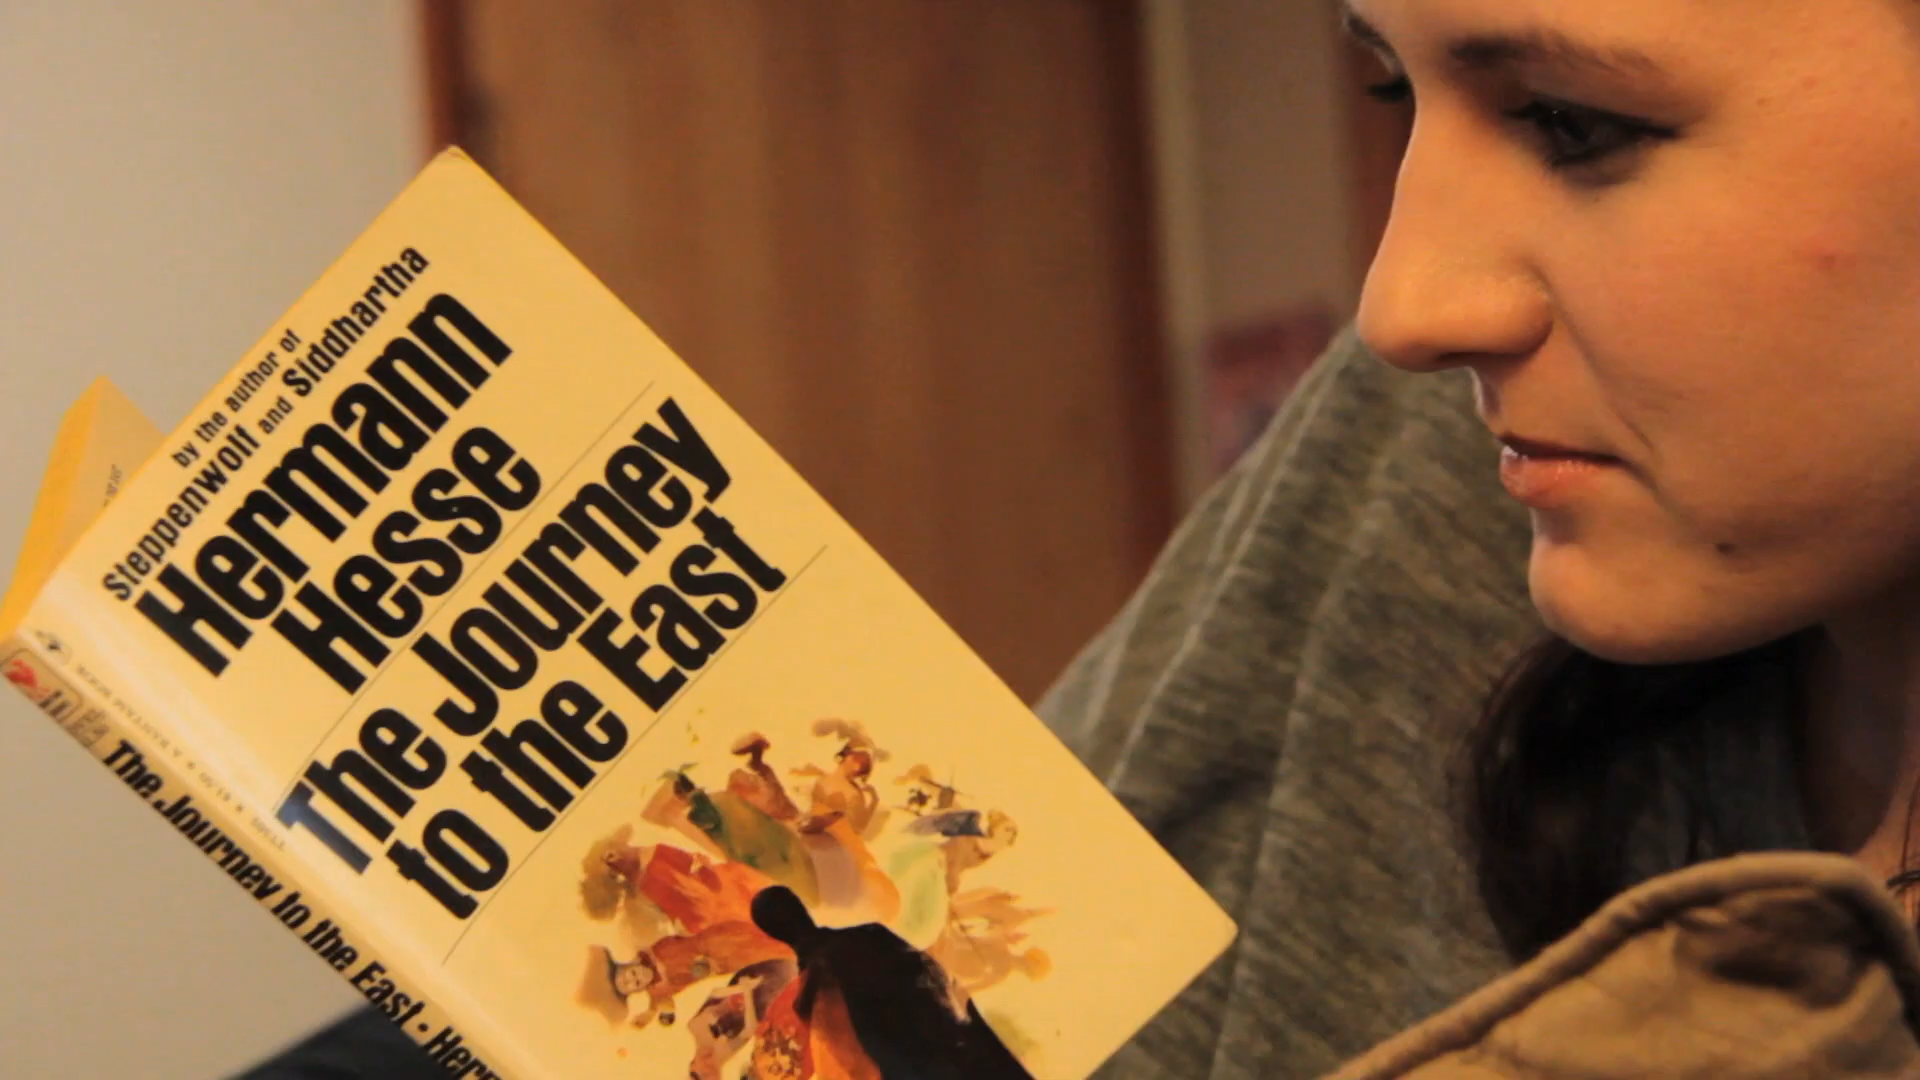 by the author of
Steppenwolf and Siddhartha
Hermann
Hesse
The Journey
to the East
The Journey to the East · Her